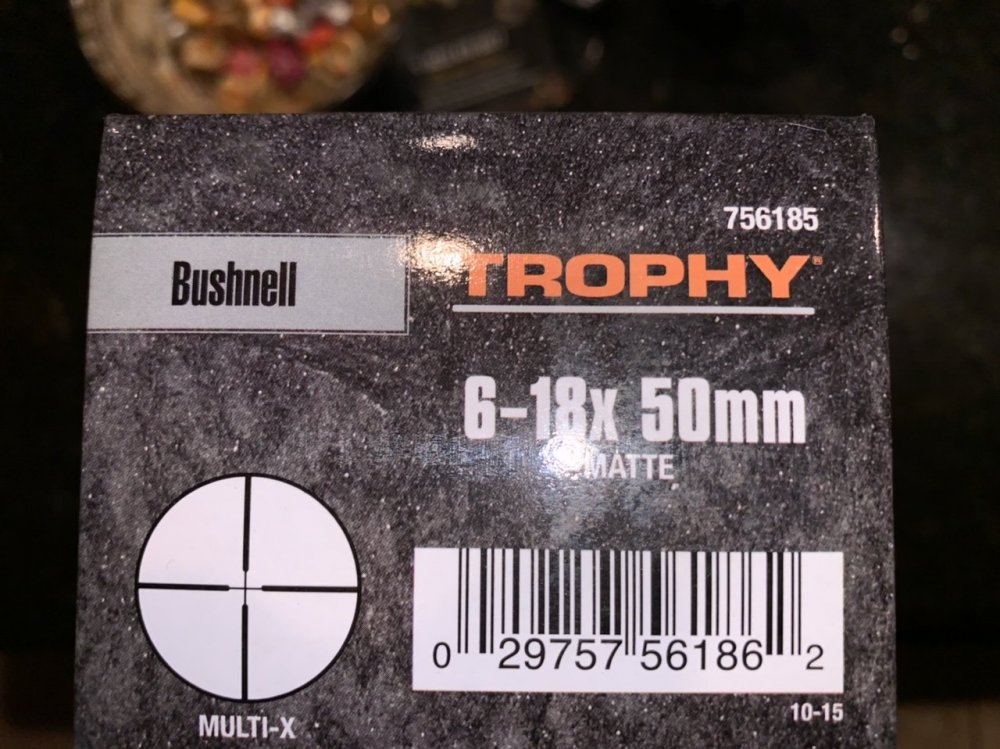 756185
Bushnell
TROPHY®
6-18x 50mm
MATTE
0 29757 56186 2
10-15
MULTI-X